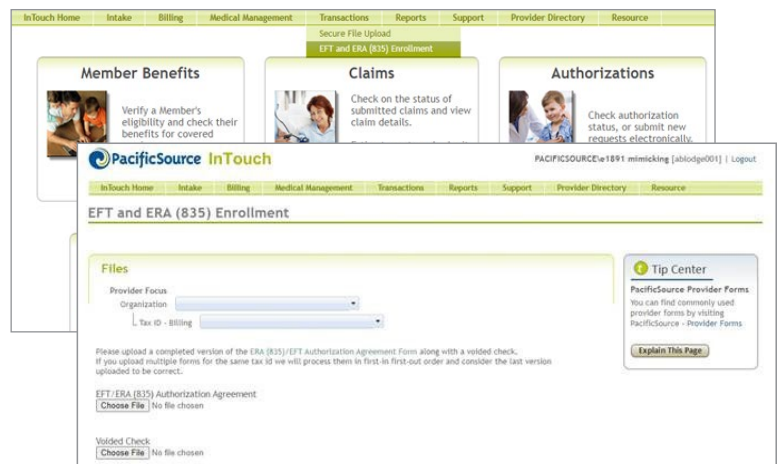 InTouch Home Intake Billing Medical Management Transactions Reports Support Provider Directory Resource
Secure File Upload
EFT and ERA (835) Enrollment
Member Benefits
Verify a Member's
eligibility and check their
benefits for covered
Claims
Check on the status of
submitted claims and view
claim details.
Authorizations
Check authorization
status, or submit new
requests electronically.
PacificSource InTouch
PACIFICSOURCE\e1891 mimicking [ablodge001] | Logout
InTouch Home Intake Billing Medical Management Transactions Reports Support Provider Directory Resource
EFT and ERA (835) Enrollment
Files
Provider Focus
Organization
Tax ID - Billing
Please upload a completed version of the ERA (835)/EFT Authorization Agreement Form along with a voided check.
If you upload multiple forms for the same tax id we will process them in first-in first-out order and consider the last version
uploaded to be correct.
EFT/ERA (835) Authorization Agreement
Choose File No file chosen
Voided Check
Choose File No file chosen
Tip Center
PacificSource Provider Forms
You can find commonly used
provider forms by visiting
PacificSource - Provider Forms
Explain This Page